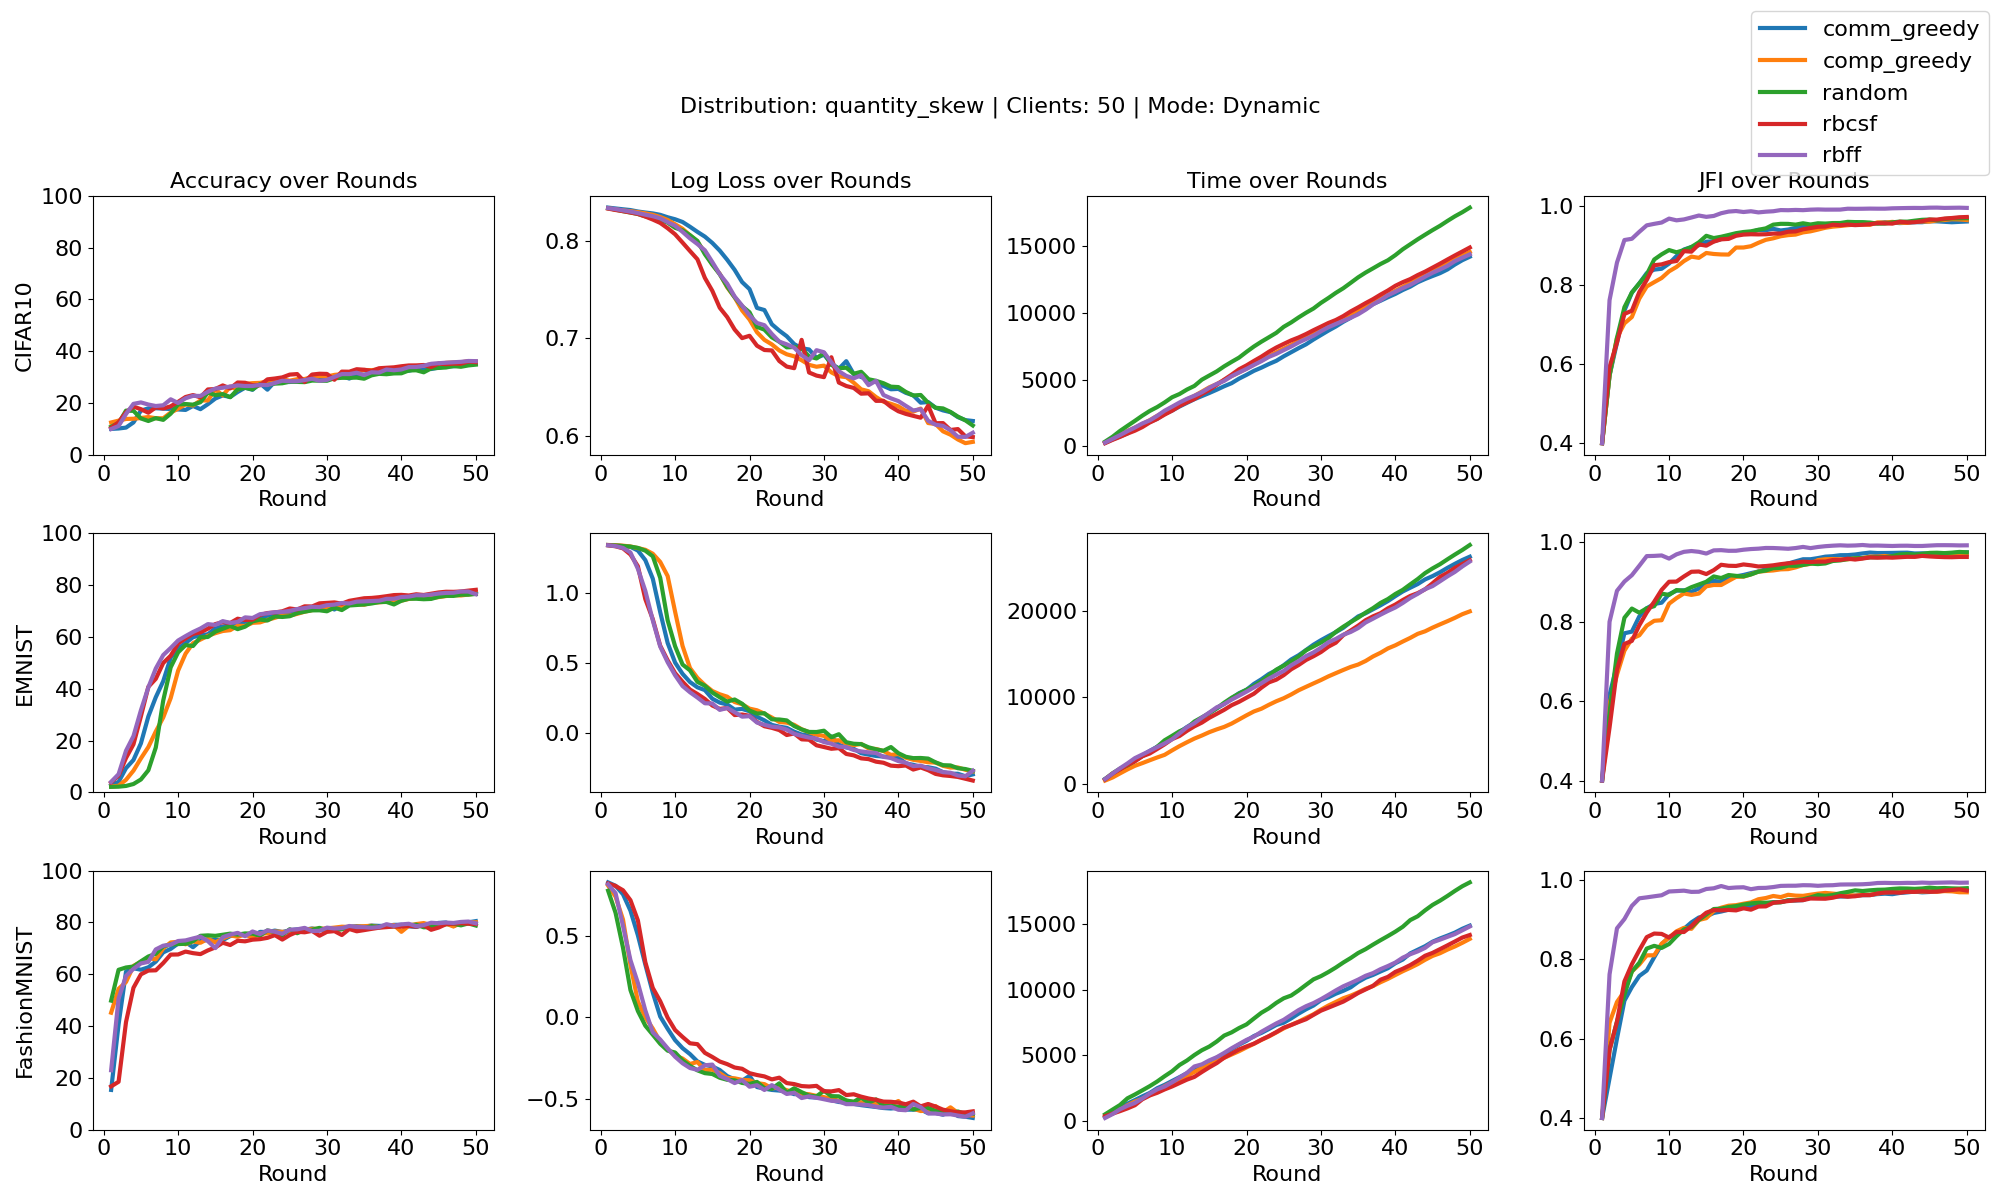 comm_greedy
comp_greedy
random
rbcsf
rbff
Distribution: quantity_skew | Clients: 50 | Mode: Dynamic
Accuracy over Rounds
Log Loss over Rounds
Time over Rounds
JFI over Rounds
CIFAR10
100
80
60
40
20
0
0 10 20 30 40 50
Round
0.8
0.7
0.6
0 10 20 30 40 50
Round
15000
10000
5000
0
0 10 20 30 40 50
Round
1.0
0.8
0.6
0.4
0 10 20 30 40 50
Round
EMNIST
100
80
60
40
20
0
0 10 20 30 40 50
Round
1.0
0.5
0.0
0 10 20 30 40 50
Round
20000
10000
0
0 10 20 30 40 50
Round
1.0
0.8
0.6
0.4
0 10 20 30 40 50
Round
FashionMNIST
100
80
60
40
20
0
0 10 20 30 40 50
Round
0.5
0.0
−0.5
0 10 20 30 40 50
Round
15000
10000
5000
0
0 10 20 30 40 50
Round
1.0
0.8
0.6
0.4
0 10 20 30 40 50
Round